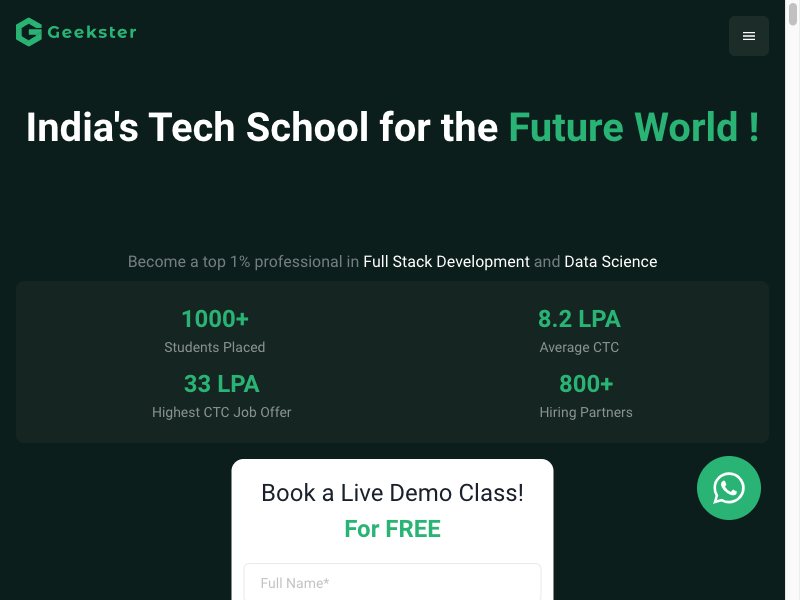 Geekster
India's Tech School for the Future World !
Become a top 1% professional in Full Stack Development and Data Science
1000+
Students Placed
8.2 LPA
Average CTC
33 LPA
Highest CTC Job Offer
800+
Hiring Partners
Book a Live Demo Class!
For FREE
Full Name*